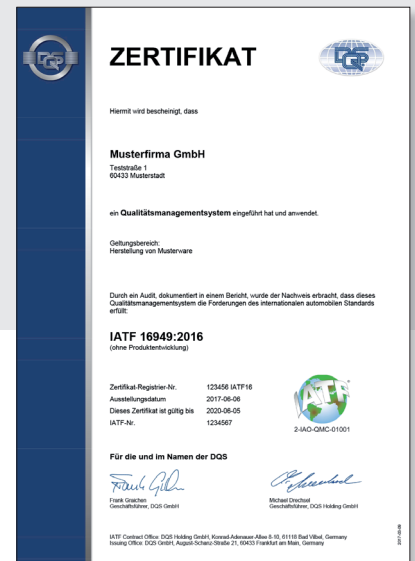 DQS
ZERTIFIKAT
DQS
Hiermit wird bescheinigt, dass
Musterfirma GmbH
Teststraße 1
60433 Musterstadt
ein Qualitätsmanagementsystem eingeführt hat und anwendet.
Geltungsbereich:
Herstellung von Musterware
Durch ein Audit, dokumentiert in einem Bericht, wurde der Nachweis erbracht, dass dieses
Qualitätsmanagementsystem die Forderungen des internationalen automobilen Standards
erfüllt:
IATF 16949:2016
(ohne Produktentwicklung)
Zertifikat-Registrier-Nr. 123456 IATF16
Ausstellungsdatum 2017-06-06
Dieses Zertifikat ist gültig bis 2020-06-05
IATF-Nr. 1234567
IATF
2-IAO-QMC-01001
Für die und im Namen der DQS
Frank Graichen
Geschäftsführer, DQS GmbH
Michael Drechsel
Geschäftsführer, DQS Holding GmbH
IATF Contract Office: DQS Holding GmbH, Konrad-Adenauer-Allee 8-10, 61118 Bad Vilbel, Germany
Issuing Office: DQS GmbH, August-Schanz-Straße 21, 60433 Frankfurt am Main, Germany